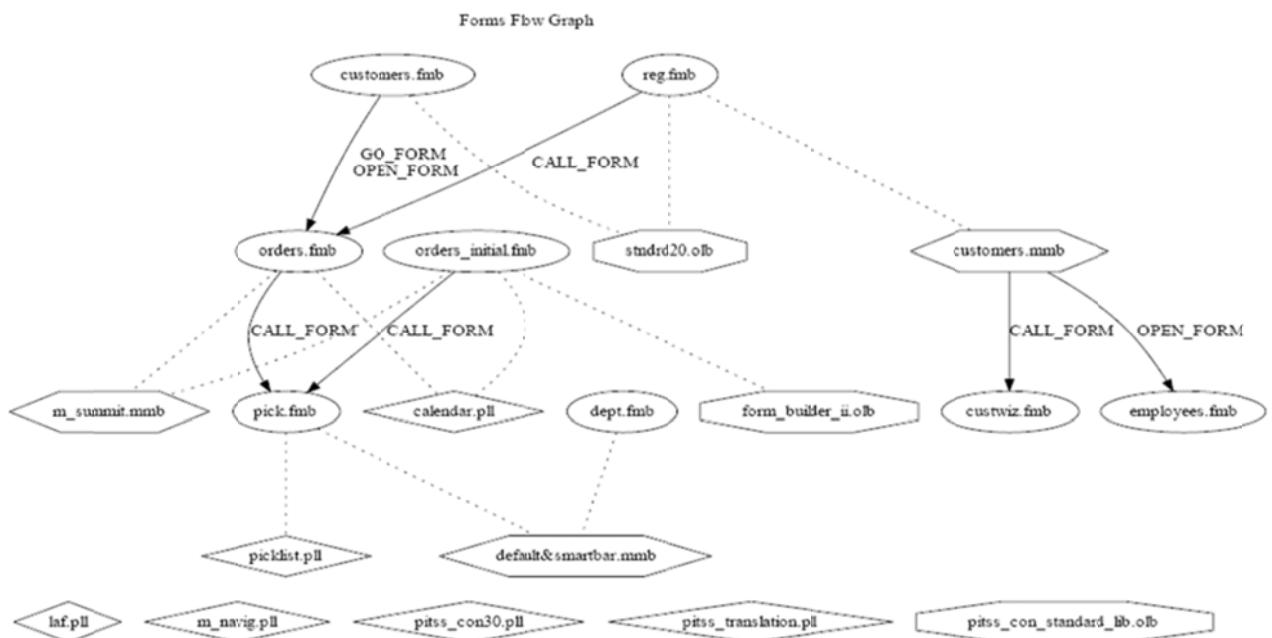 Forms Flow Graph
customers.fmb
reg.fmb
GO_FORM
OPEN_FORM
CALL_FORM
orders.fmb
orders_initial.fmb
stndrd20.olb
customers.mmb
CALL_FORM
CALL_FORM
CALL_FORM
OPEN_FORM
m_summit.mmb
pick.fmb
calendar.pll
dept.fmb
form_builder_ii.olb
custwiz.fmb
employees.fmb
picklist.pll
default&smartbar.mmb
laf.pll
m_navig.pll
pitss_con30.pll
pitss_translation.pll
pitss_con_standard_lib.olb